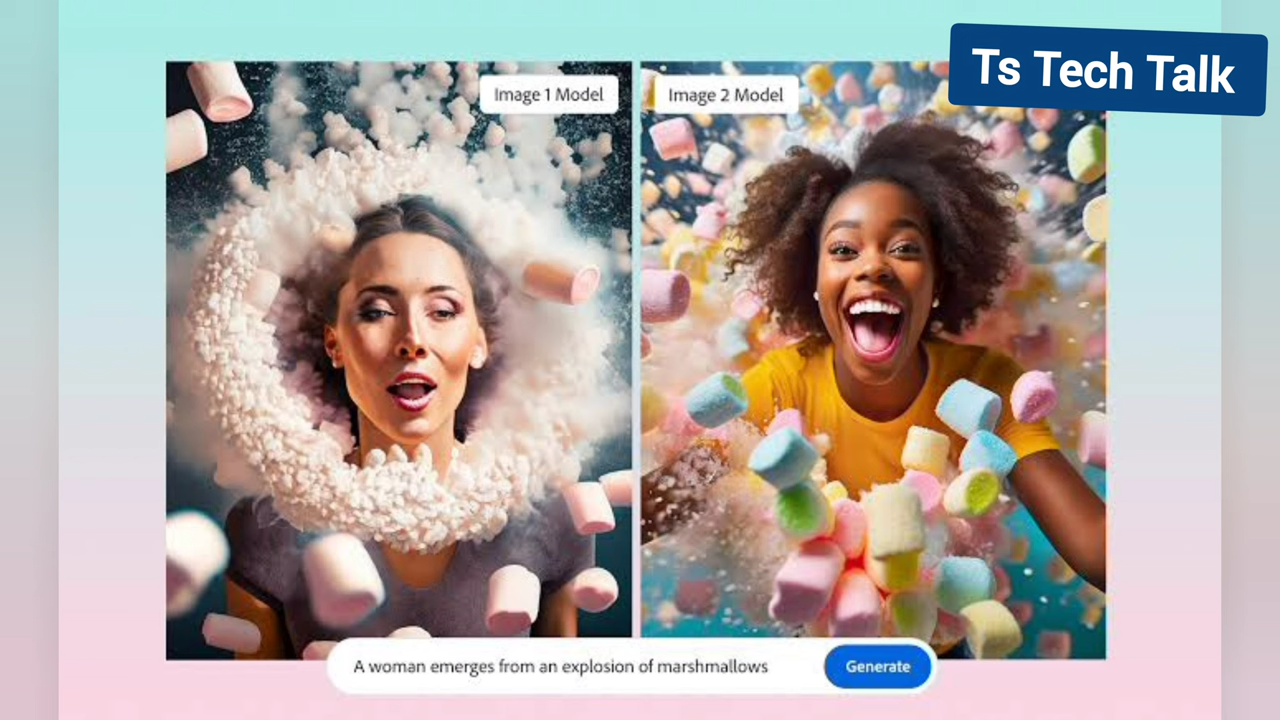 Ts Tech Talk
Image 1 Model
Image 2 Model
A woman emerges from an explosion of marshmallows
Generate